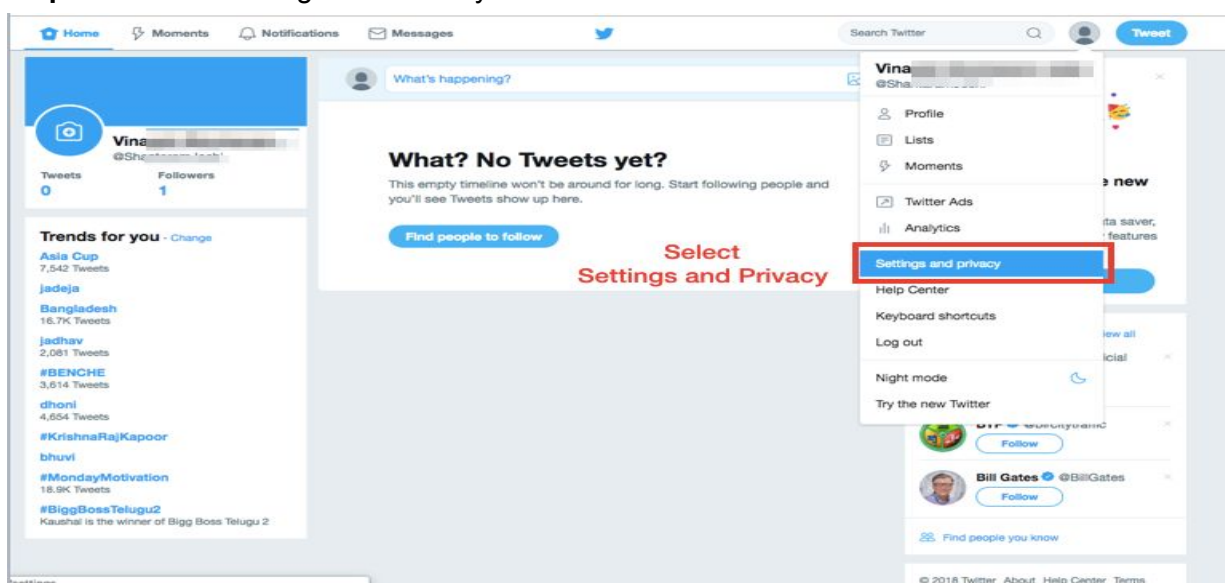 Home Moments Notifications Messages Search Twitter Tweet
What's happening?
Vina
Tweets Followers
0 1
What? No Tweets yet?
This empty timeline won't be around for long. Start following people and
you'll see Tweets show up here.
Find people to follow
Trends for you - Change
Asia Cup
7,542 Tweets
jadeja
Bangladesh
16.7K Tweets
jadhav
2,081 Tweets
#BENCHE
3,614 Tweets
dhoni
4,654 Tweets
#KrishnaRajKapoor
bhuvi
#MondayMotivation
18.9K Tweets
#BiggBossTelugu2
Kaushal is the winner of Bigg Boss Telugu 2
Select
Settings and Privacy
Vina
Profile
Lists
Moments
Twitter Ads
Analytics
Settings and privacy
Help Center
Keyboard shortcuts
Log out
Night mode
Try the new Twitter
new
saver,
features
all
Follow
Bill Gates @BillGates
Follow
Find people you know
© 2018 Twitter About Help Center Terms